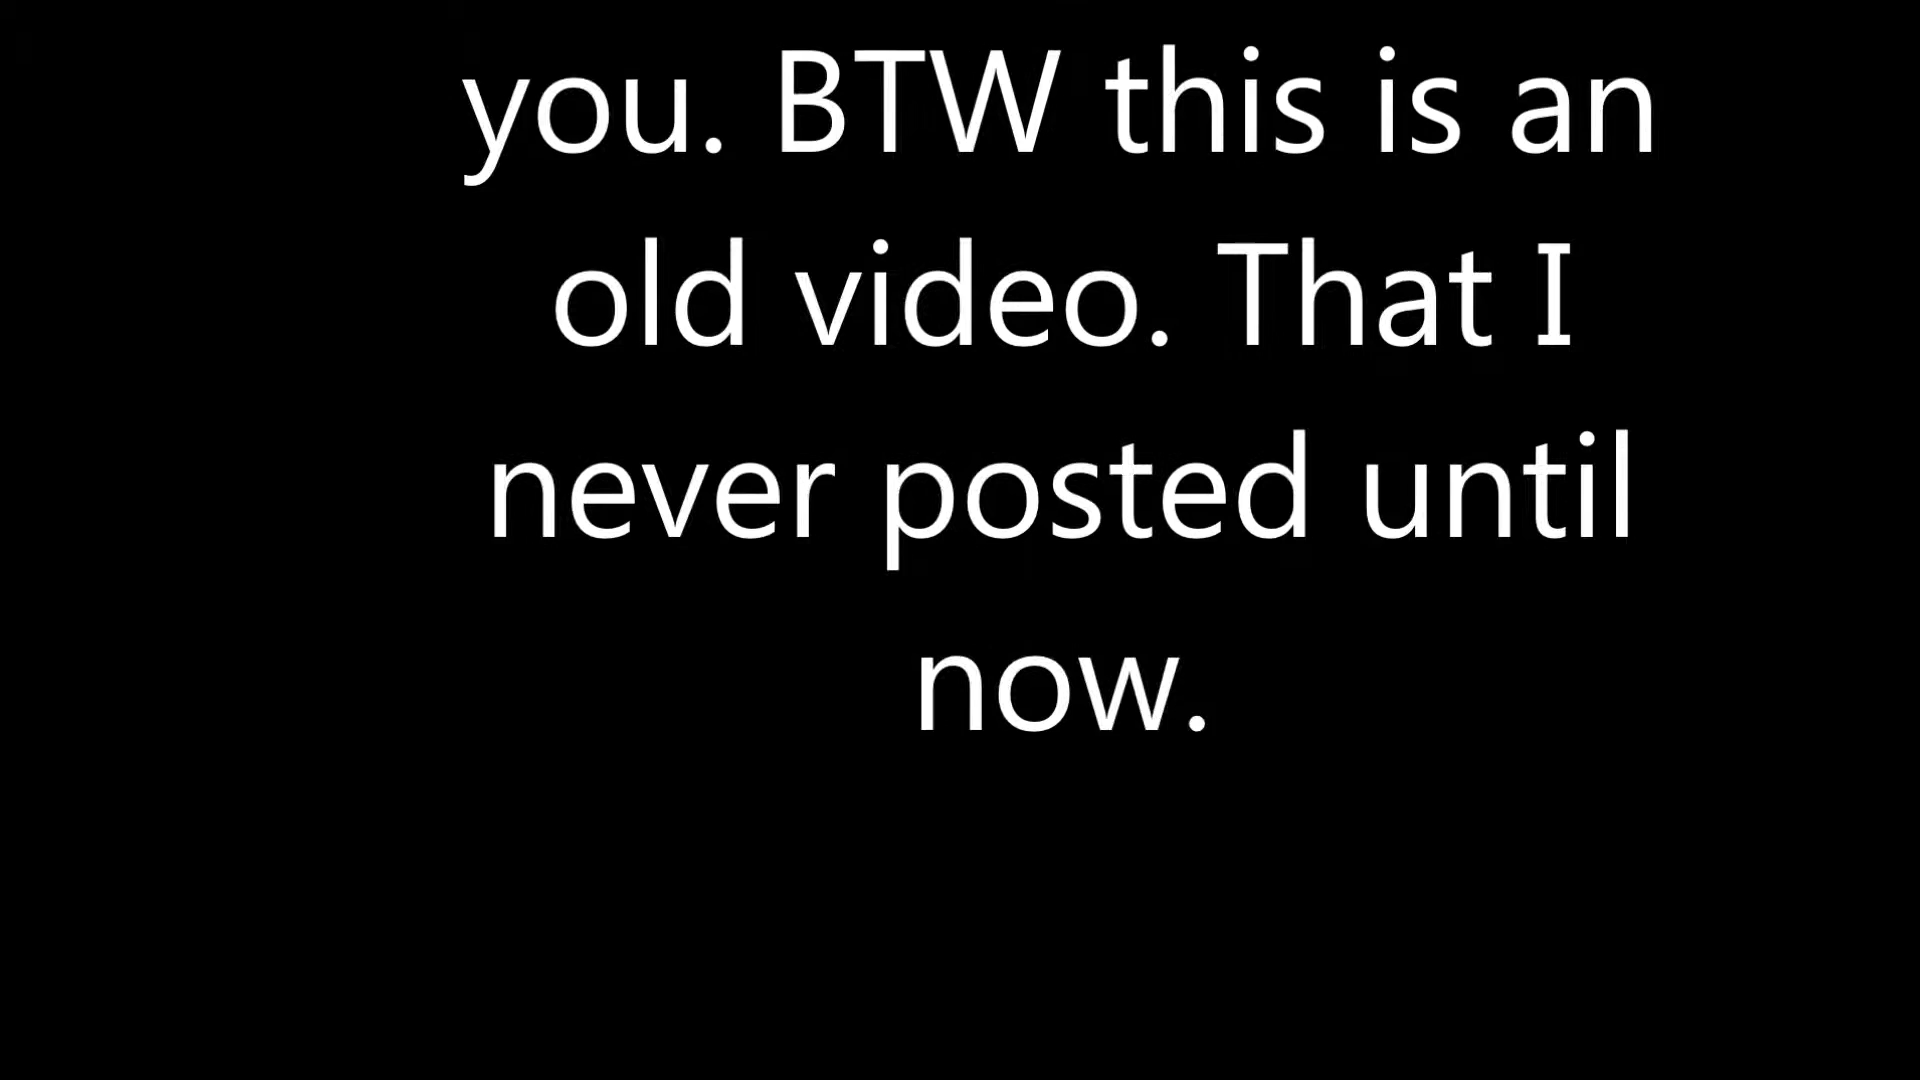 you. BTW this is an
old video. That I
never posted until
now.